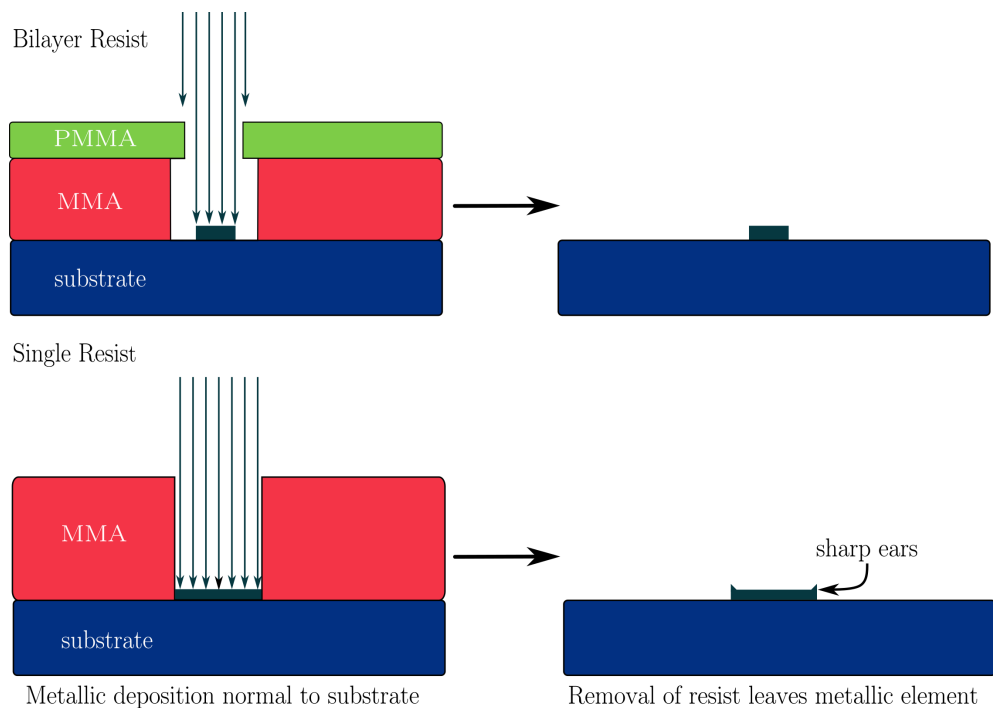 Bilayer Resist
PMMA
MMA
substrate
Single Resist
MMA
sharp ears
substrate
Metallic deposition normal to substrate
Removal of resist leaves metallic element